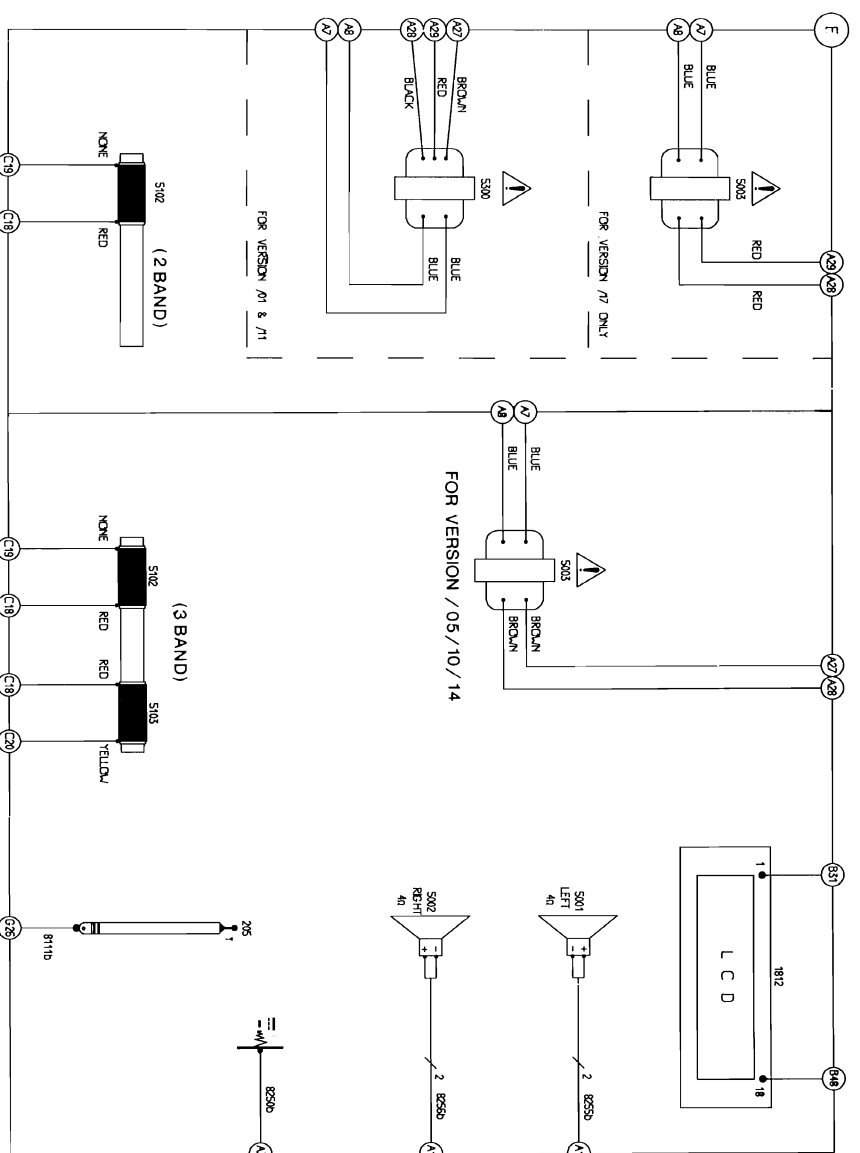 F
A7
A8
BLUE
BLUE
5003
RED
RED
A29
A28
FOR VERSION /17 ONLY
A27
A29
A28
A8
A7
BROWN
RED
BLACK
5300
BLUE
BLUE
FOR VERSION /01 & /11
NONE
RED
5102
(2 BAND)
C19
C18
A7
A8
BLUE
BLUE
5003
BROWN
BROWN
A27
A28
FOR VERSION /05/10/14
NONE
RED
RED
YELLOW
5102
5103
(3 BAND)
C19
C18
C18
C20
B31
B48
1
18
1812
LCD
5001
LEFT
4Ω
+
-
2
8255b
5002
RIGHT
4Ω
+
-
2
8256b
205
8111b
G26
8250b